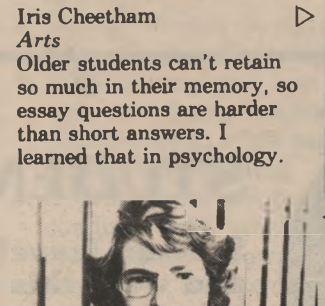 Iris Cheetham
Arts
Older students can't retain
so much in their memory, so
essay questions are harder
than short answers. I
learned that in psychology.